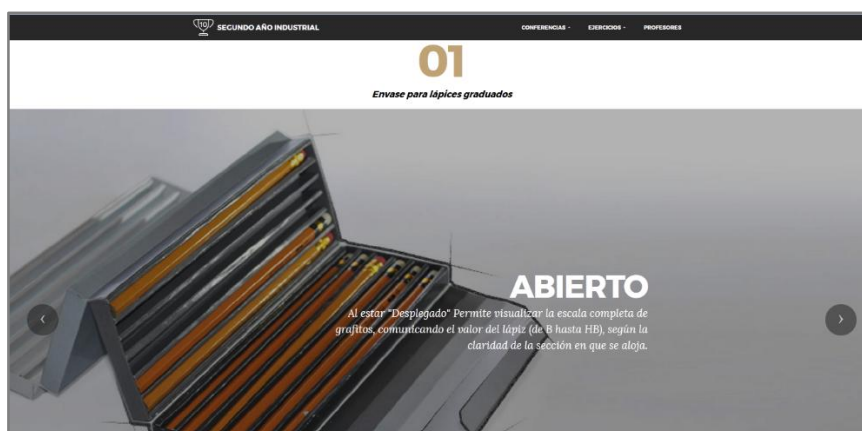 10 SEGUNDO AÑO INDUSTRIAL CONFERENCIAS EJERCICIOS PROFESORES
01
Envase para lápices graduados
ABIERTO
Al estar "Desplegado" Permite visualizar la escala completa de
grafitos, comunicando el valor del lápiz (de B hasta HB), según la
claridad de la sección en que se aloja.